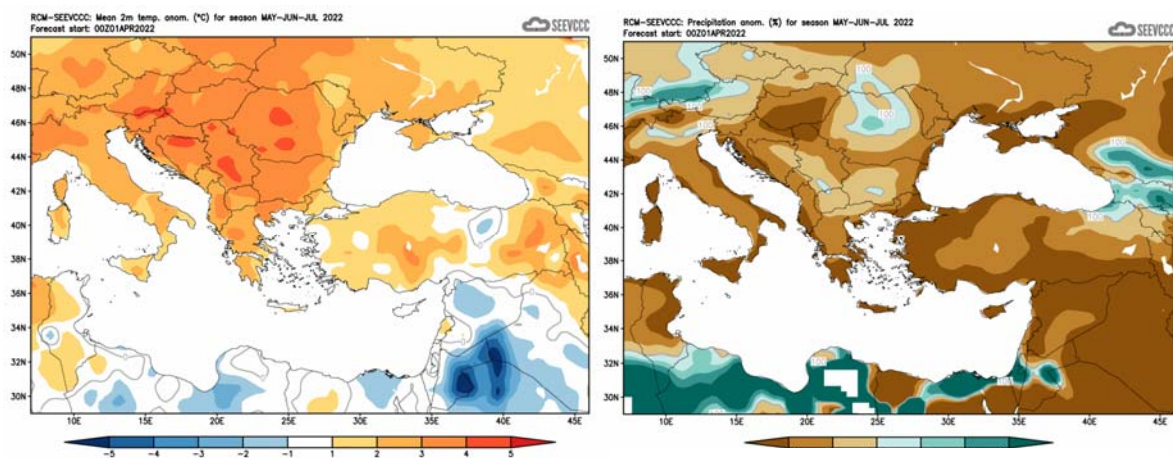 RCM-SEEVCCC: Mean 2m temp. anom. (°C) for season MAY-JUN-JUL 2022
Forecast start: 00Z01APR2022
SEEVCCC
50N
48N
46N
44N
42N
40N
38N
36N
34N
32N
30N
10E 15E 20E 25E 30E 35E 40E 45E
-5 -4 -3 -2 -1 1 2 3 4 5
RCM-SEEVCCC: Precipitation anom. (%) for season MAY-JUN-JUL 2022
Forecast start: 00Z01APR2022
SEEVCCC
50N
48N
46N
44N
42N
40N
38N
36N
34N
32N
30N
100
100
100
100
100
100
10E 15E 20E 25E 30E 35E 40E 45E